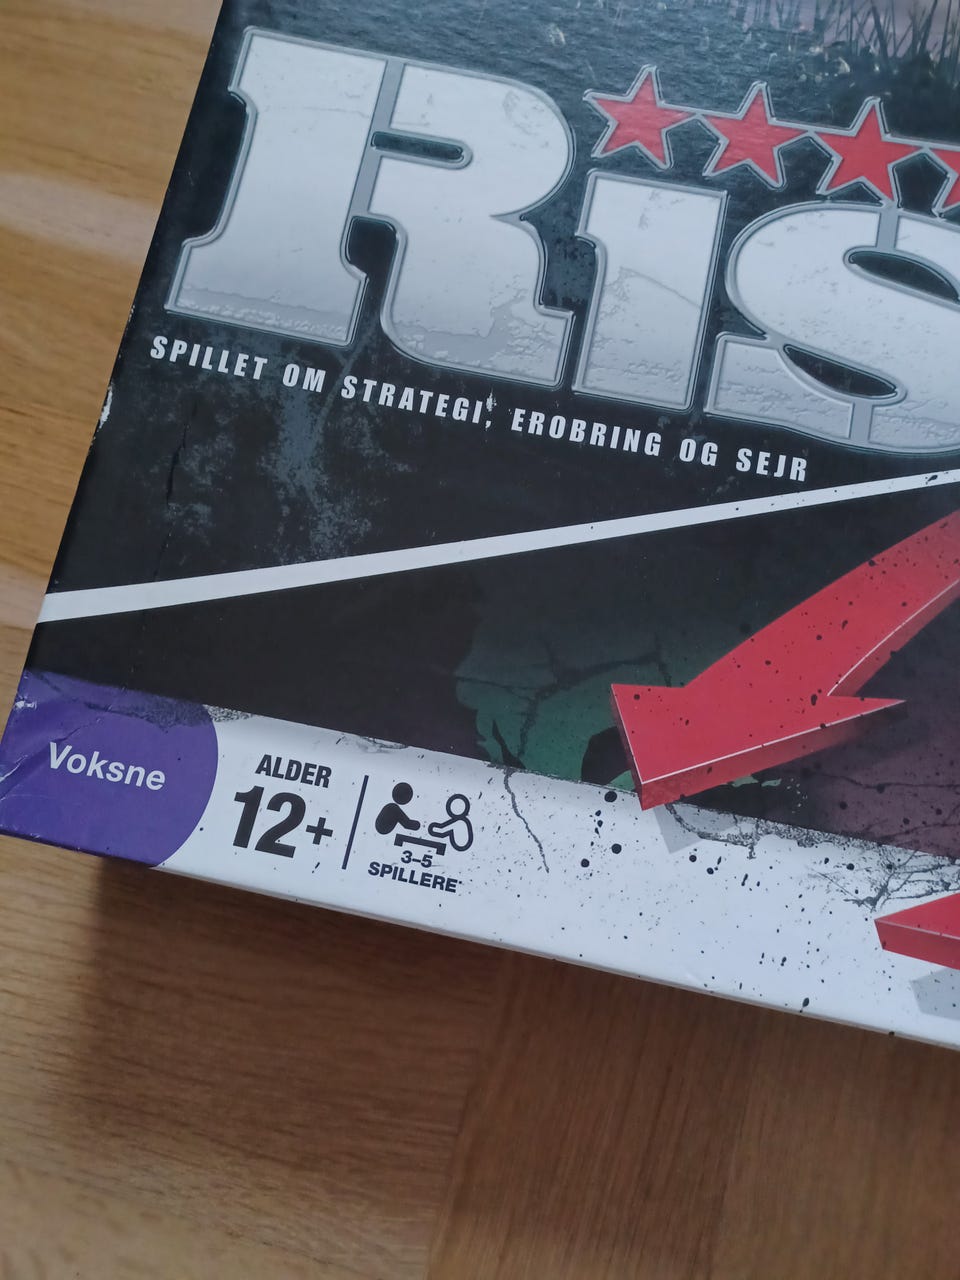 RIS
SPILLET OM STRATEGI, EROBRING OG SEJR
Voksne
ALDER
12+
3–5
SPILLERE